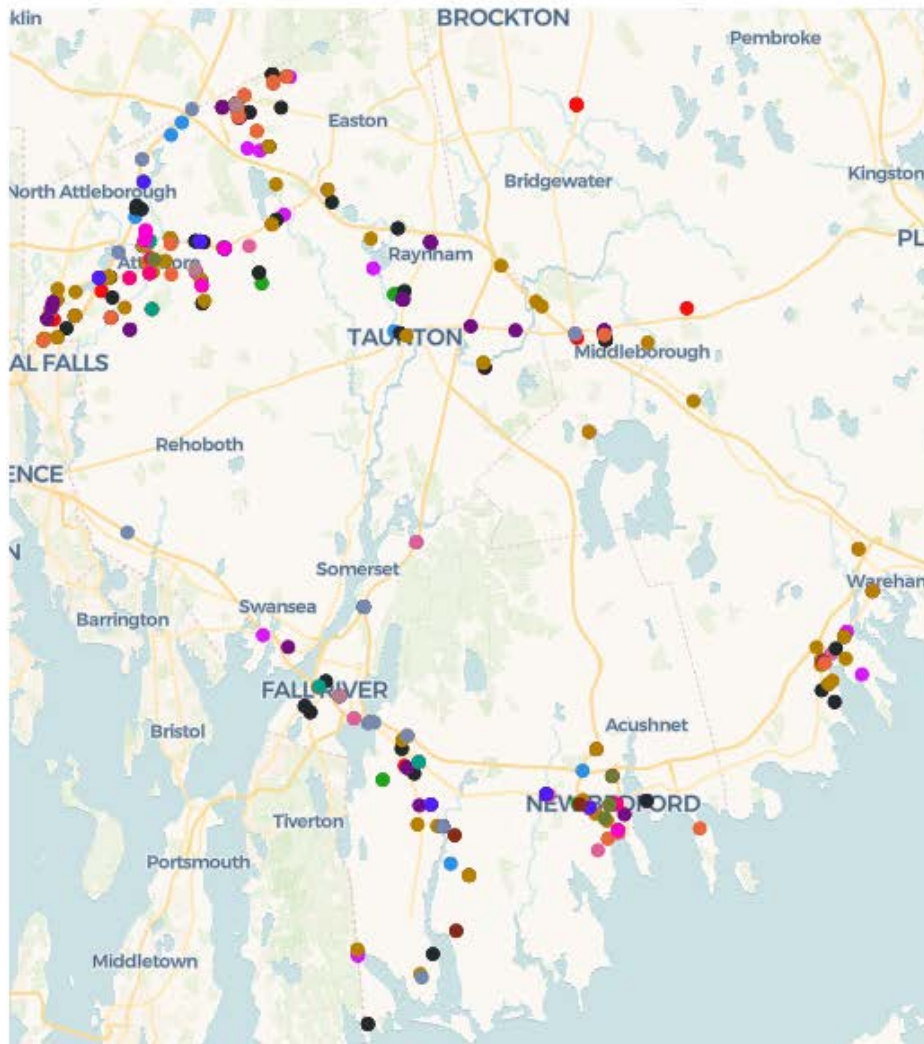 klin
BROCKTON
Pembroke
Easton
Bridgewater
Kingston
North Attleborough
PL
Raynham
TAUNTON
Middleborough
AL FALLS
Rehoboth
ENCE
N
Somerset
Wareham
Swansea
Barrington
FALL RIVER
Bristol
Acushnet
NEW BEDFORD
Tiverton
Portsmouth
Middletown